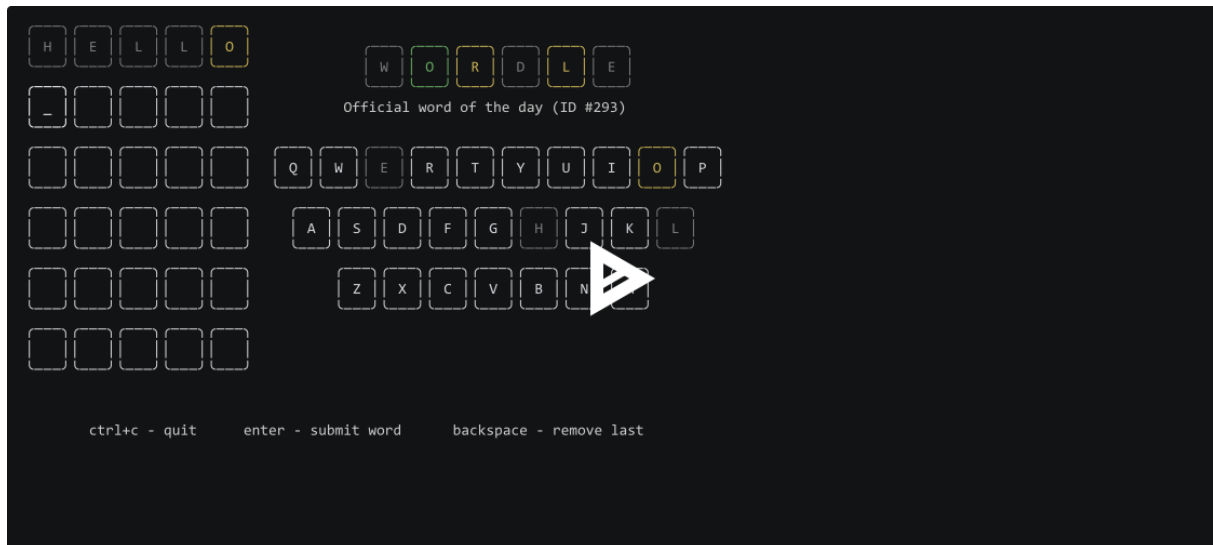 H E L L O
W O R D L E
_
Official word of the day (ID #293)
Q W E R T Y U I O P
A S D F G H J K L
Z X C V B N
ctrl+c - quit enter - submit word backspace - remove last